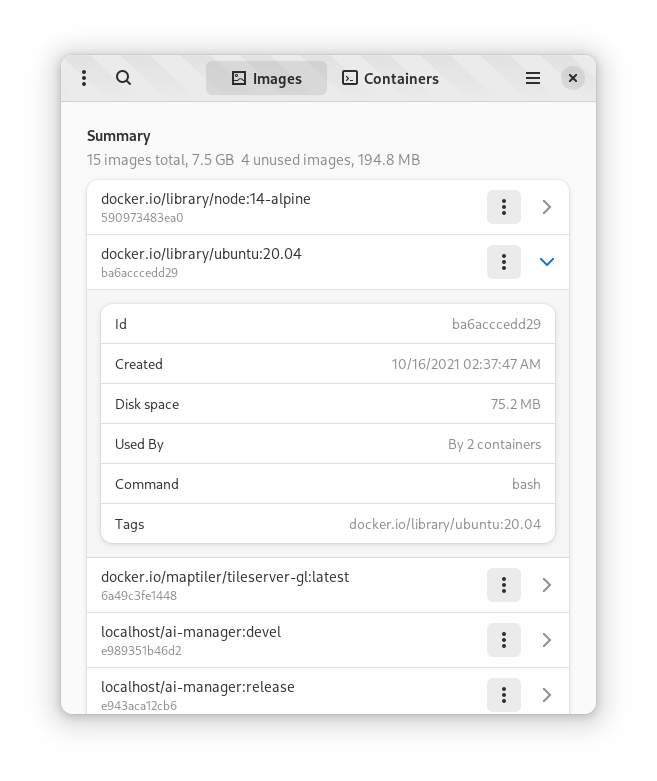 Images Containers
Summary
15 images total, 7.5 GB 4 unused images, 194.8 MB
docker.io/library/node:14-alpine
590973483ea0
docker.io/library/ubuntu:20.04
ba6acccedd29
Id ba6acccedd29
Created 10/16/2021 02:37:47 AM
Disk space 75.2 MB
Used By By 2 containers
Command bash
Tags docker.io/library/ubuntu:20.04
docker.io/maptiler/tileserver-gl:latest
6a49c3fe1448
localhost/ai-manager:devel
e989351b46d2
localhost/ai-manager:release
e943aca12cb6